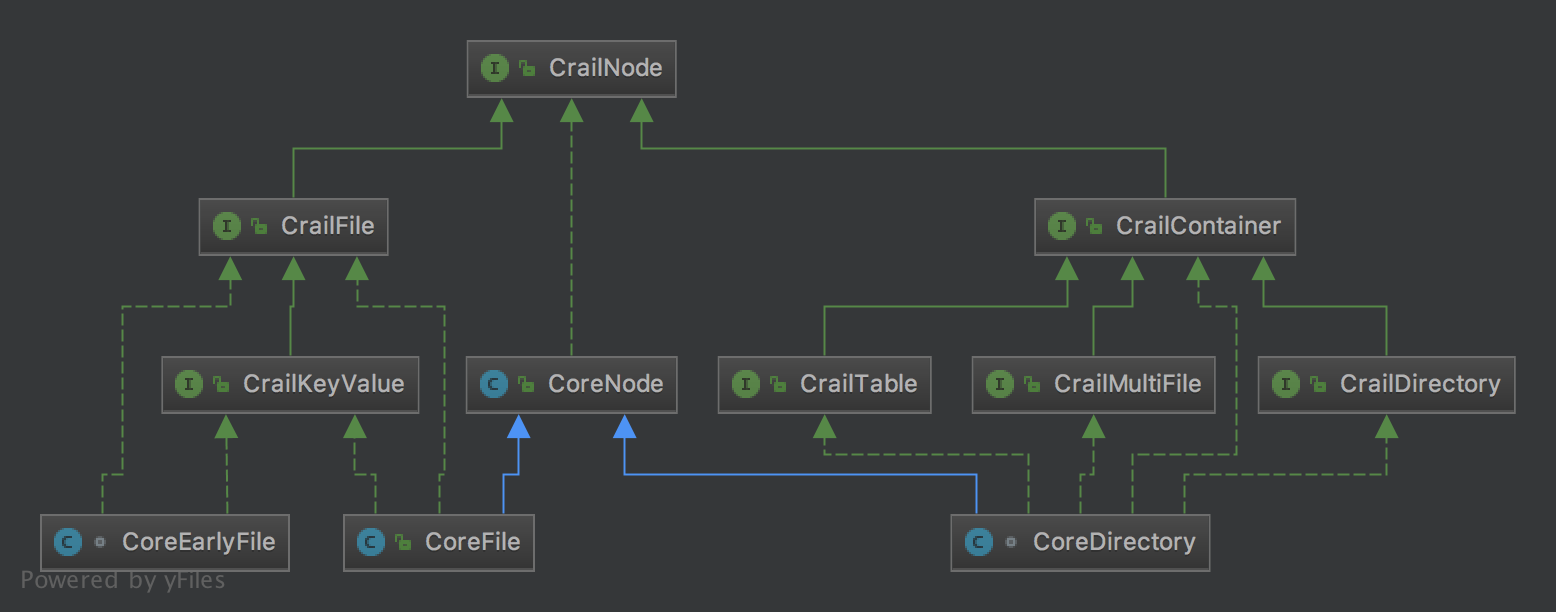 I CrailNode
I CrailFile
I CrailContainer
I CrailKeyValue
C CoreNode
I CrailTable
I CrailMultiFile
I CrailDirectory
C CoreEarlyFile
C CoreFile
C CoreDirectory
Powered by yFiles